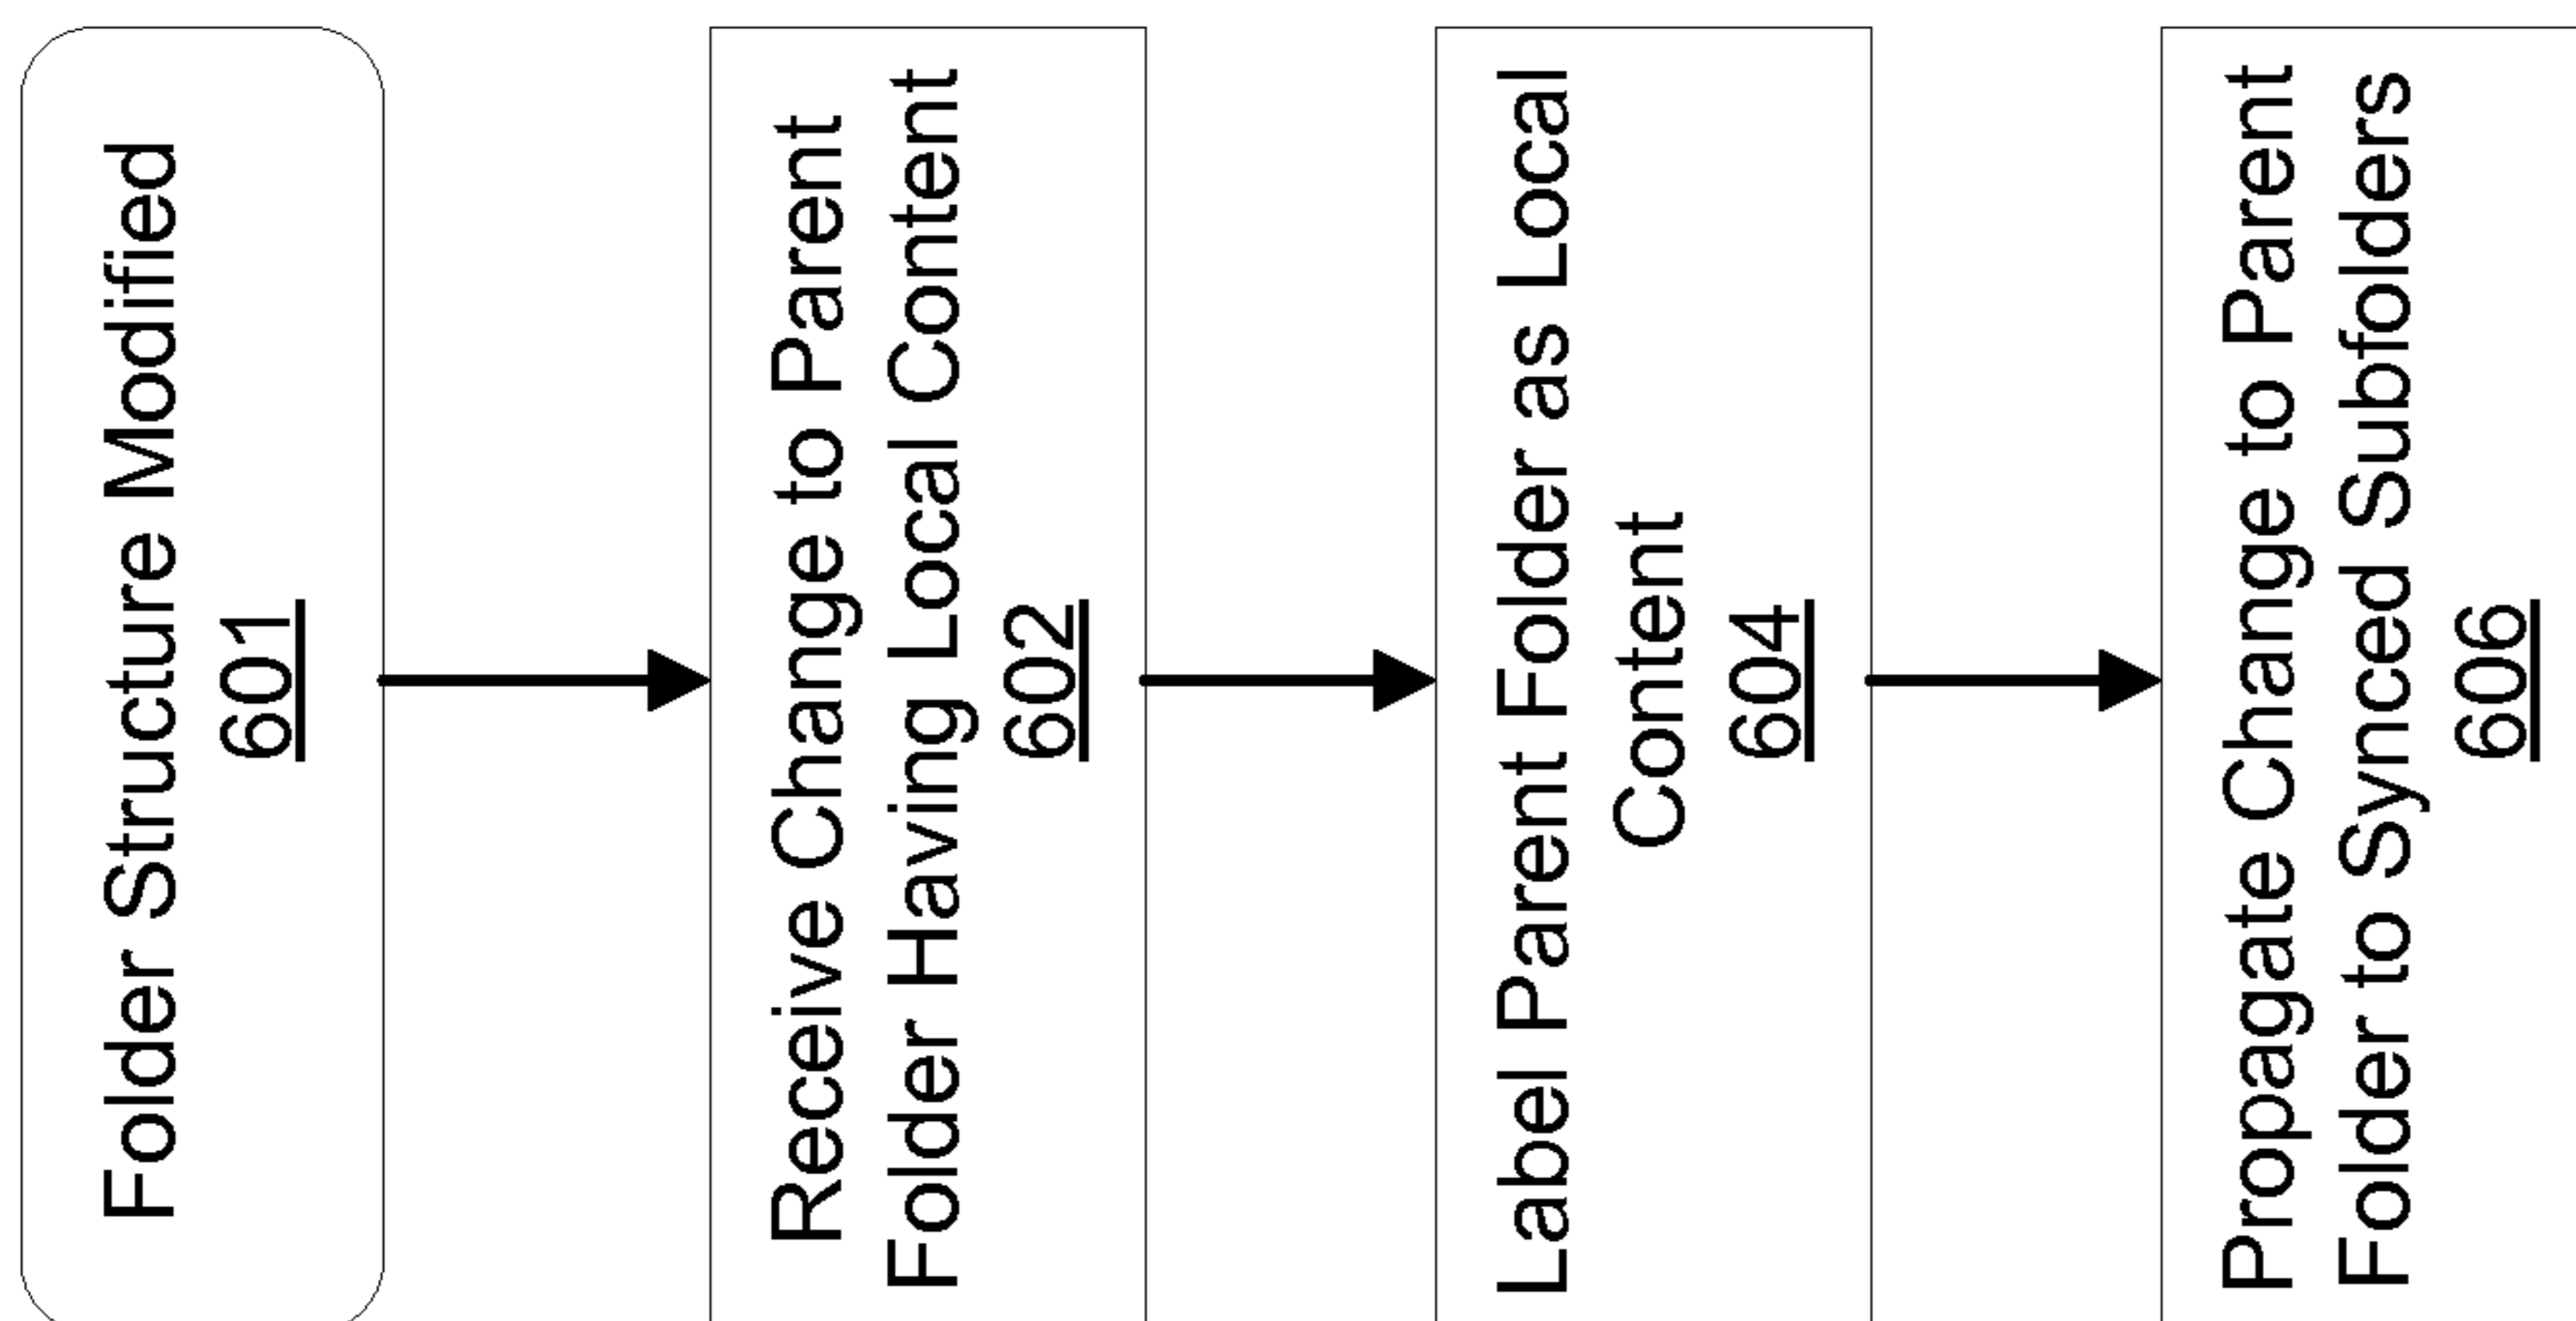 Folder Structure Modified
601
Receive Change to Parent
Folder Having Local Content
602
Label Parent Folder as Local
Content
604
Propagate Change to Parent
Folder to Synced Subfolders
606